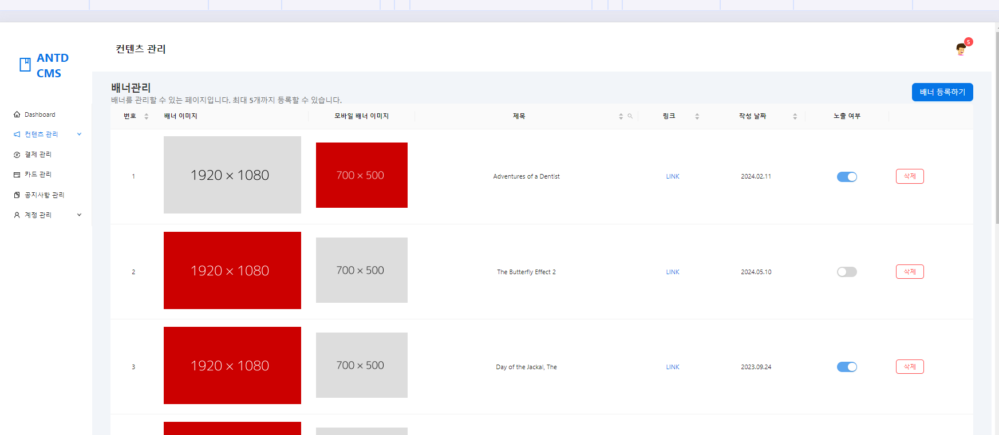 컨텐츠 관리
5
ANTD
CMS
배너관리
배너 등록하기
배너를 관리할 수 있는 페이지입니다. 최대 5개까지 등록할 수 있습니다.
Dashboard
컨텐츠 관리
결제 관리
카드 관리
공지사항 관리
계정 관리
번호 배너 이미지 모바일 배너 이미지 제목 링크 작성 날짜 노출 여부
1 1920 × 1080 700 × 500 Adventures of a Dentist LINK 2024.02.11 삭제
2 1920 × 1080 700 × 500 The Butterfly Effect 2 LINK 2024.05.10 삭제
3 1920 × 1080 700 × 500 Day of the Jackal, The LINK 2023.09.24 삭제